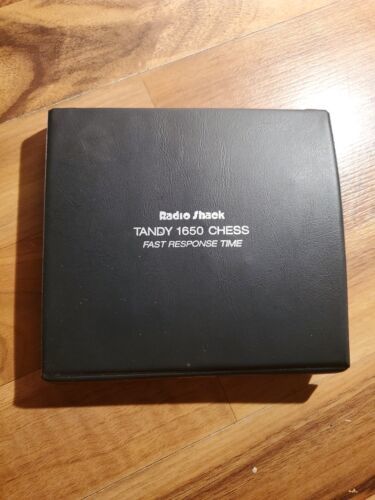 Radio Shack
TANDY 1650 CHESS
FAST RESPONSE TIME